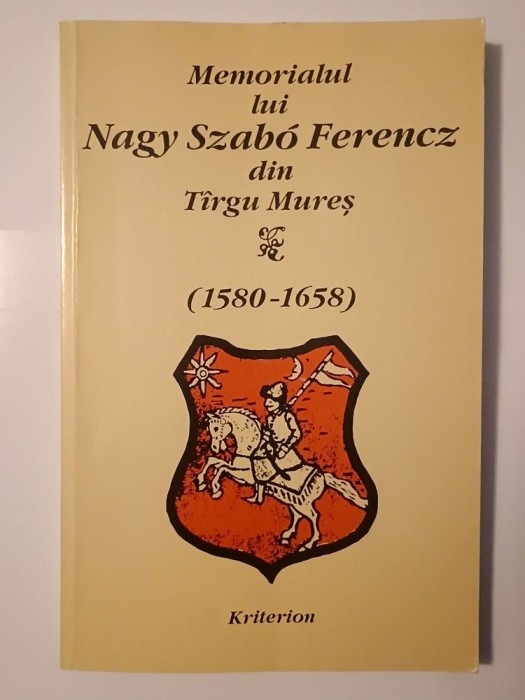 Memorialul
lui
Nagy Szabó Ferencz
din
Tîrgu Mureș
(1580-1658)
Kriterion